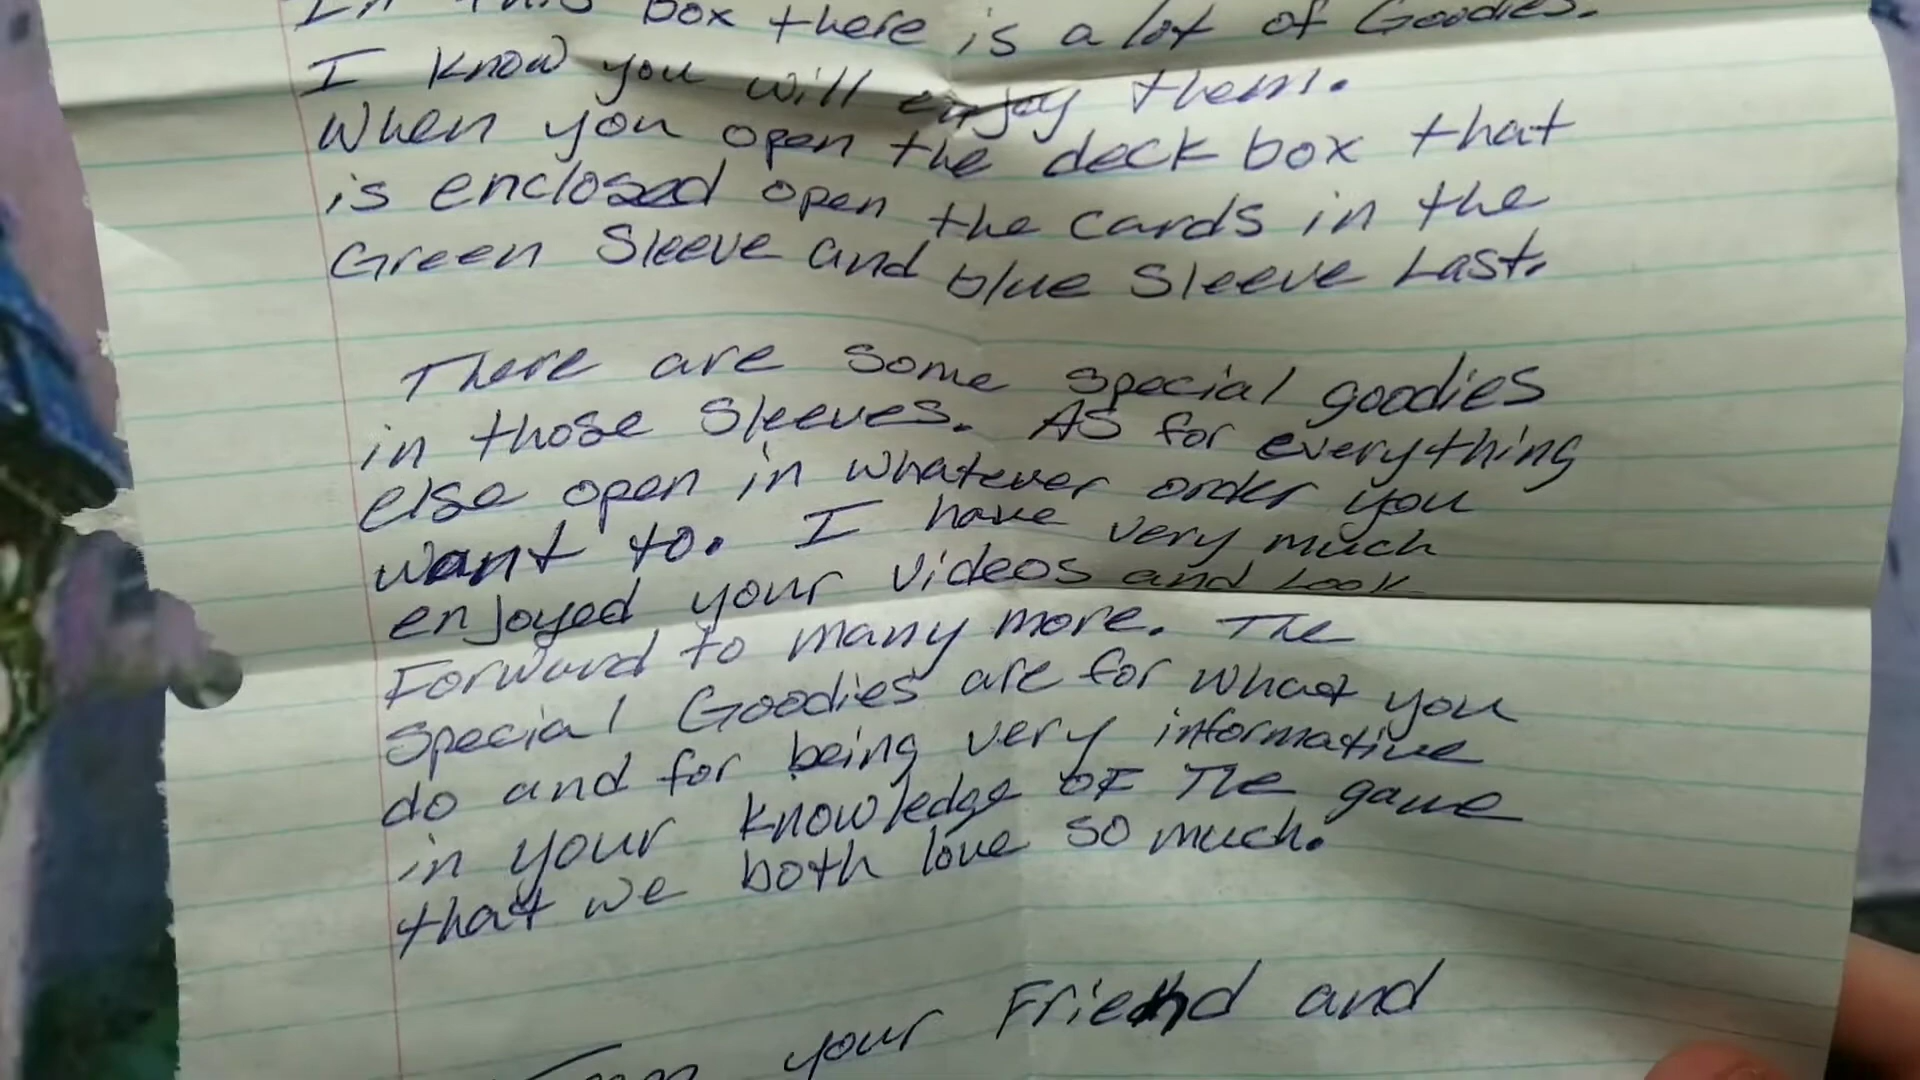 In this box there is a lot of Goodies.
I know you will enjoy them.
When you open the deck box that
is enclosed open the cards in the
Green Sleeve and blue Sleeve Last.
There are some special goodies
in those Sleeves. As for everything
else open in whatever order you
want to. I have very much
enjoyed your videos and Look
Forward to many more. The
special Goodies are for what you
do and for being very informative
in your knowledge of The game
that we both love so much.
From your Friend and